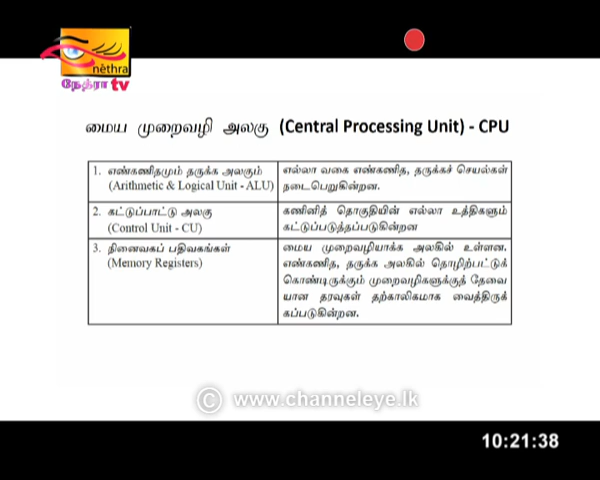 nethra
நேத்ரா tv
மைய முறைவழி அலகு (Central Processing Unit) - CPU
1. எண்கணிதமும் தருக்க அலகும்
(Arithmetic & Logical Unit - ALU)
எல்லா வகை எண்கணித, தருக்கச் செயல்கள்
நடைபெறுகின்றன.
2. கட்டுப்பாட்டு அலகு
(Control Unit - CU)
கணினித் தொகுதியின் எல்லா உத்திகளும்
கட்டுப்படுத்தப்படுகின்றன
3. நினைவகப் பதிவகங்கள்
(Memory Registers)
மைய முறைவழியாக்க அலகில் உள்ளன.
எண்கணித, தருக்க அலகில் தொழிற்பட்டுக்
கொண்டிருக்கும் முறைவழிகளுக்குத் தேவை
யான தரவுகள் தற்காலிகமாக வைத்திருக்
கப்படுகின்றன.
© www.channeleye.lk
10:21:38